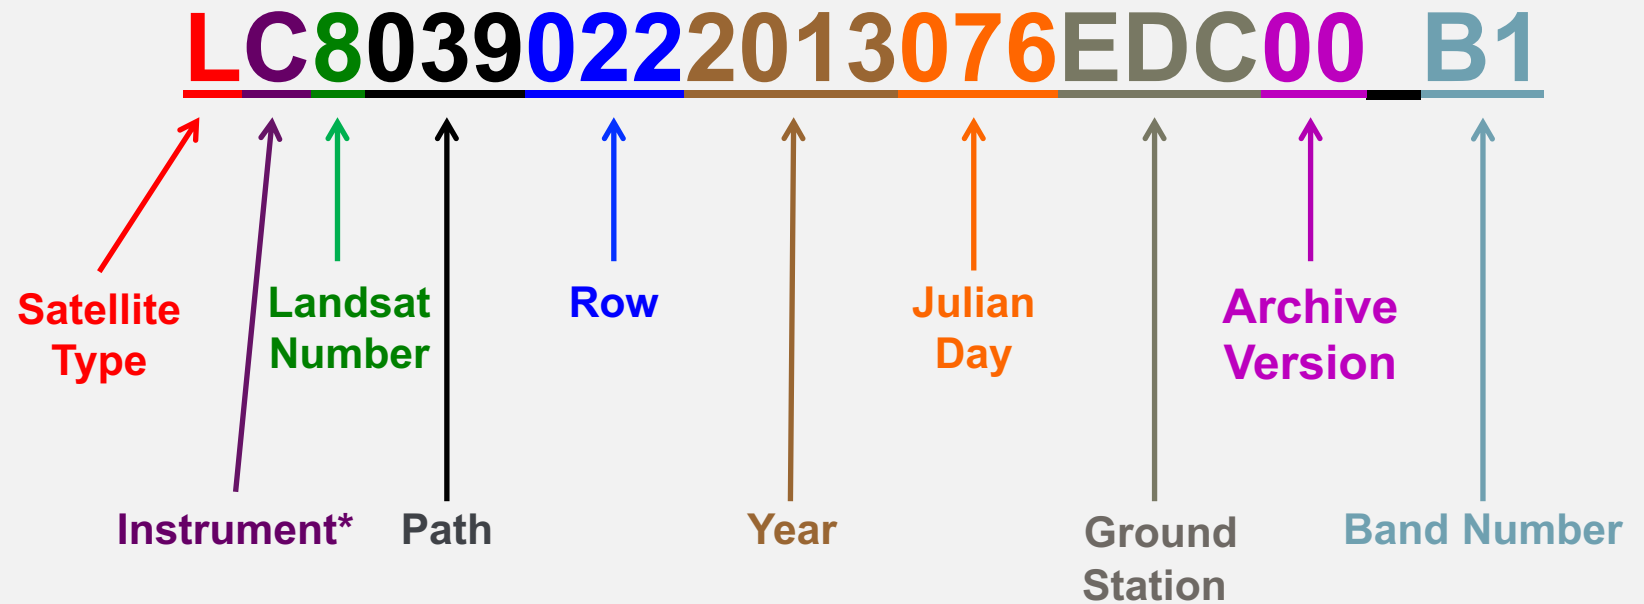 LC80390222013076EDC00_B1
Satellite
Type
Landsat
Number
Row
Julian
Day
Archive
Version
Instrument*
Path
Year
Ground
Station
Band Number